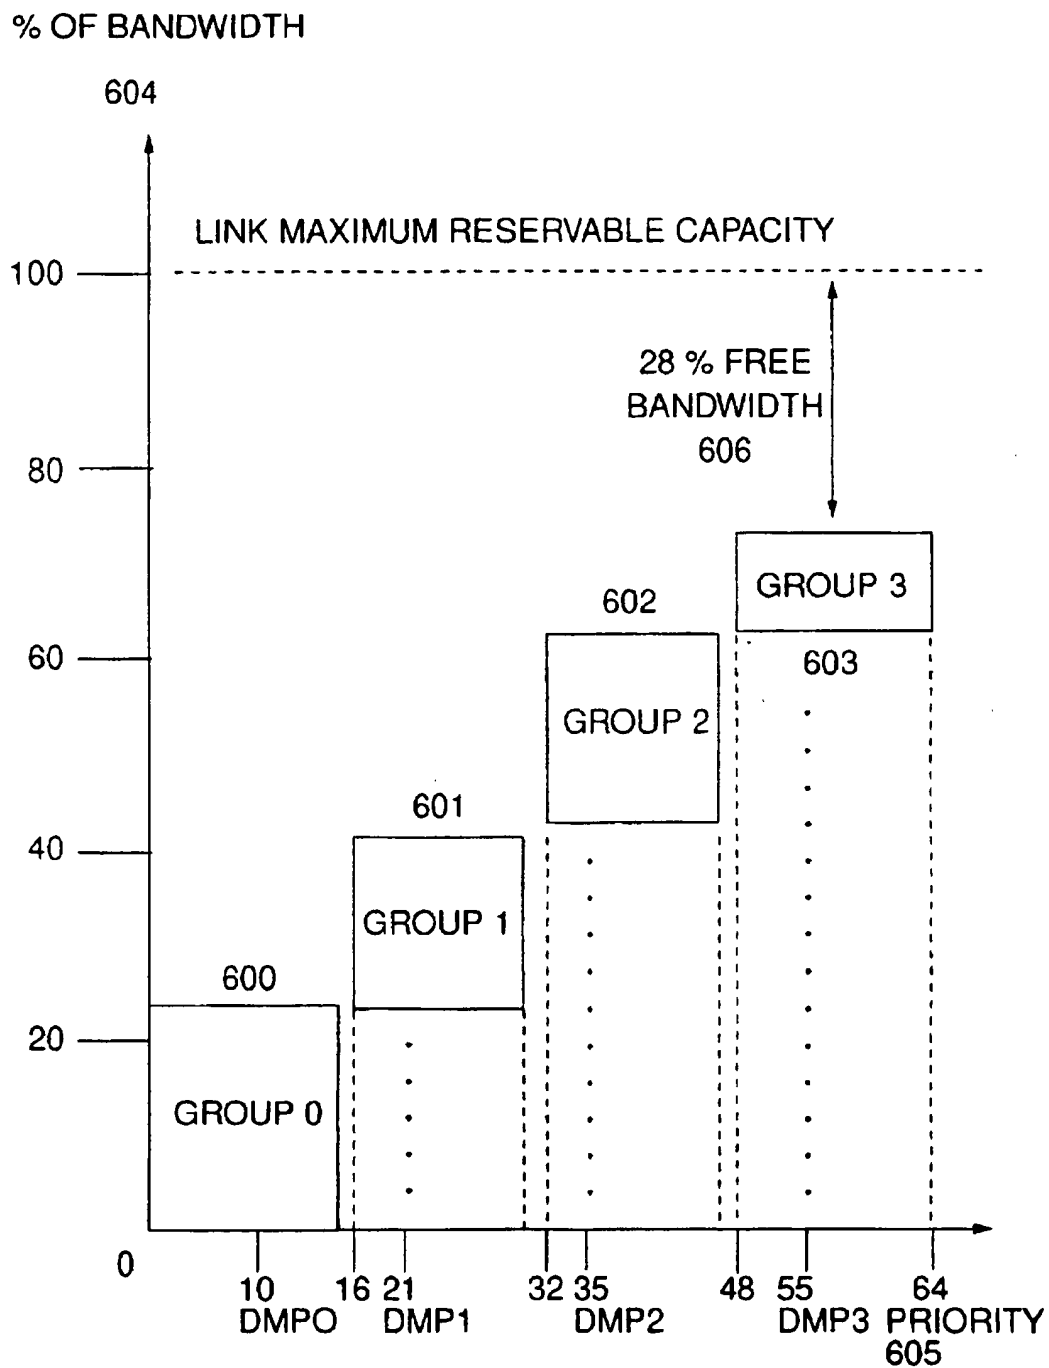 % OF BANDWIDTH
604
LINK MAXIMUM RESERVABLE CAPACITY
100
28 % FREE
BANDWIDTH
606
80
GROUP 3
602
60
603
GROUP 2
601
40
GROUP 1
600
20
GROUP 0
0
10 16 21 32 35 48 55 64
DMPO DMP1 DMP2 DMP3 PRIORITY
605